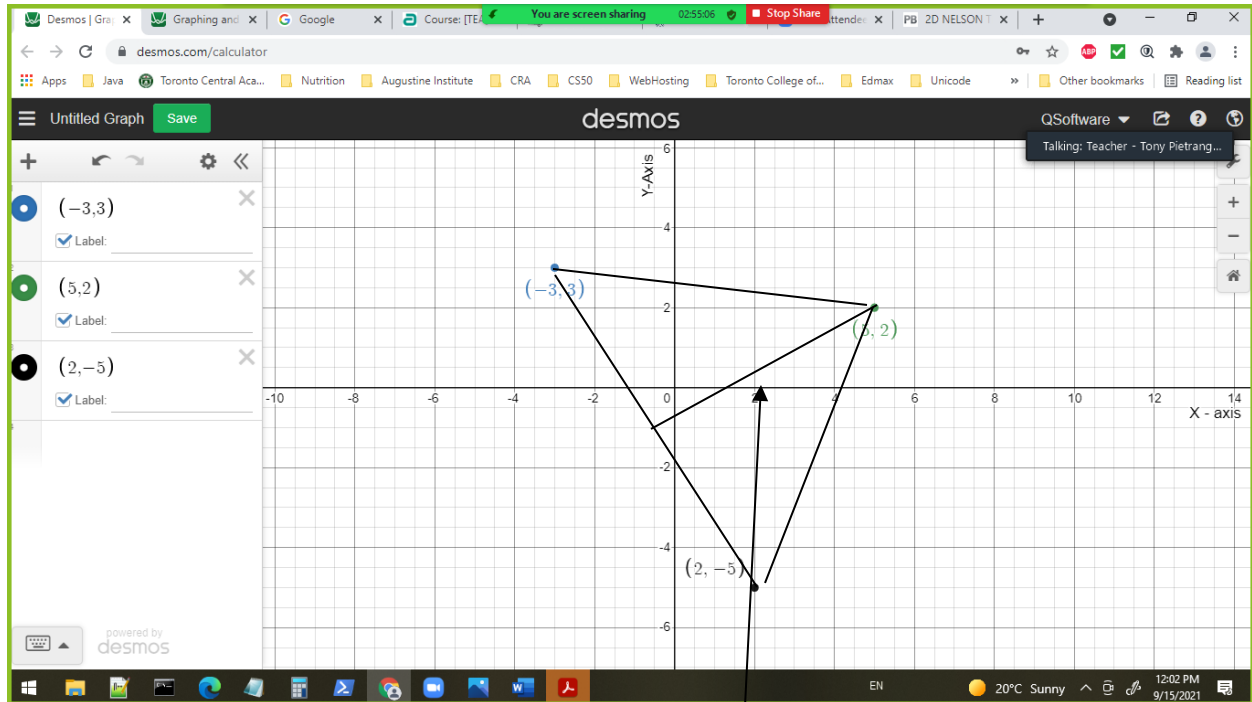 Desmos | Gra
Graphing and
Google
Course: [TEA
You are screen sharing
02:55:06
Stop Share
ttende
PB 2D NELSON T
desmos.com/calculator
ABP
Apps
Java
Toronto Central Aca...
Nutrition
Augustine Institute
CRA
CS50
WebHosting
Toronto College of...
Edmax
Unicode
»
Other bookmarks
Reading list
Untitled Graph
Save
desmos
QSoftware
Talking: Teacher - Tony Pietrang...
(−3,3)
Label:
(5,2)
Label:
(2,−5)
Label:
Y-Axis
6
4
2
-2
-4
-6
-10
-8
-6
-4
-2
0
2
4
6
8
10
12
14
X - axis
(−3, 3)
(5, 2)
(2, −5)
powered by
desmos
EN
20°C Sunny
12:02 PM
9/15/2021